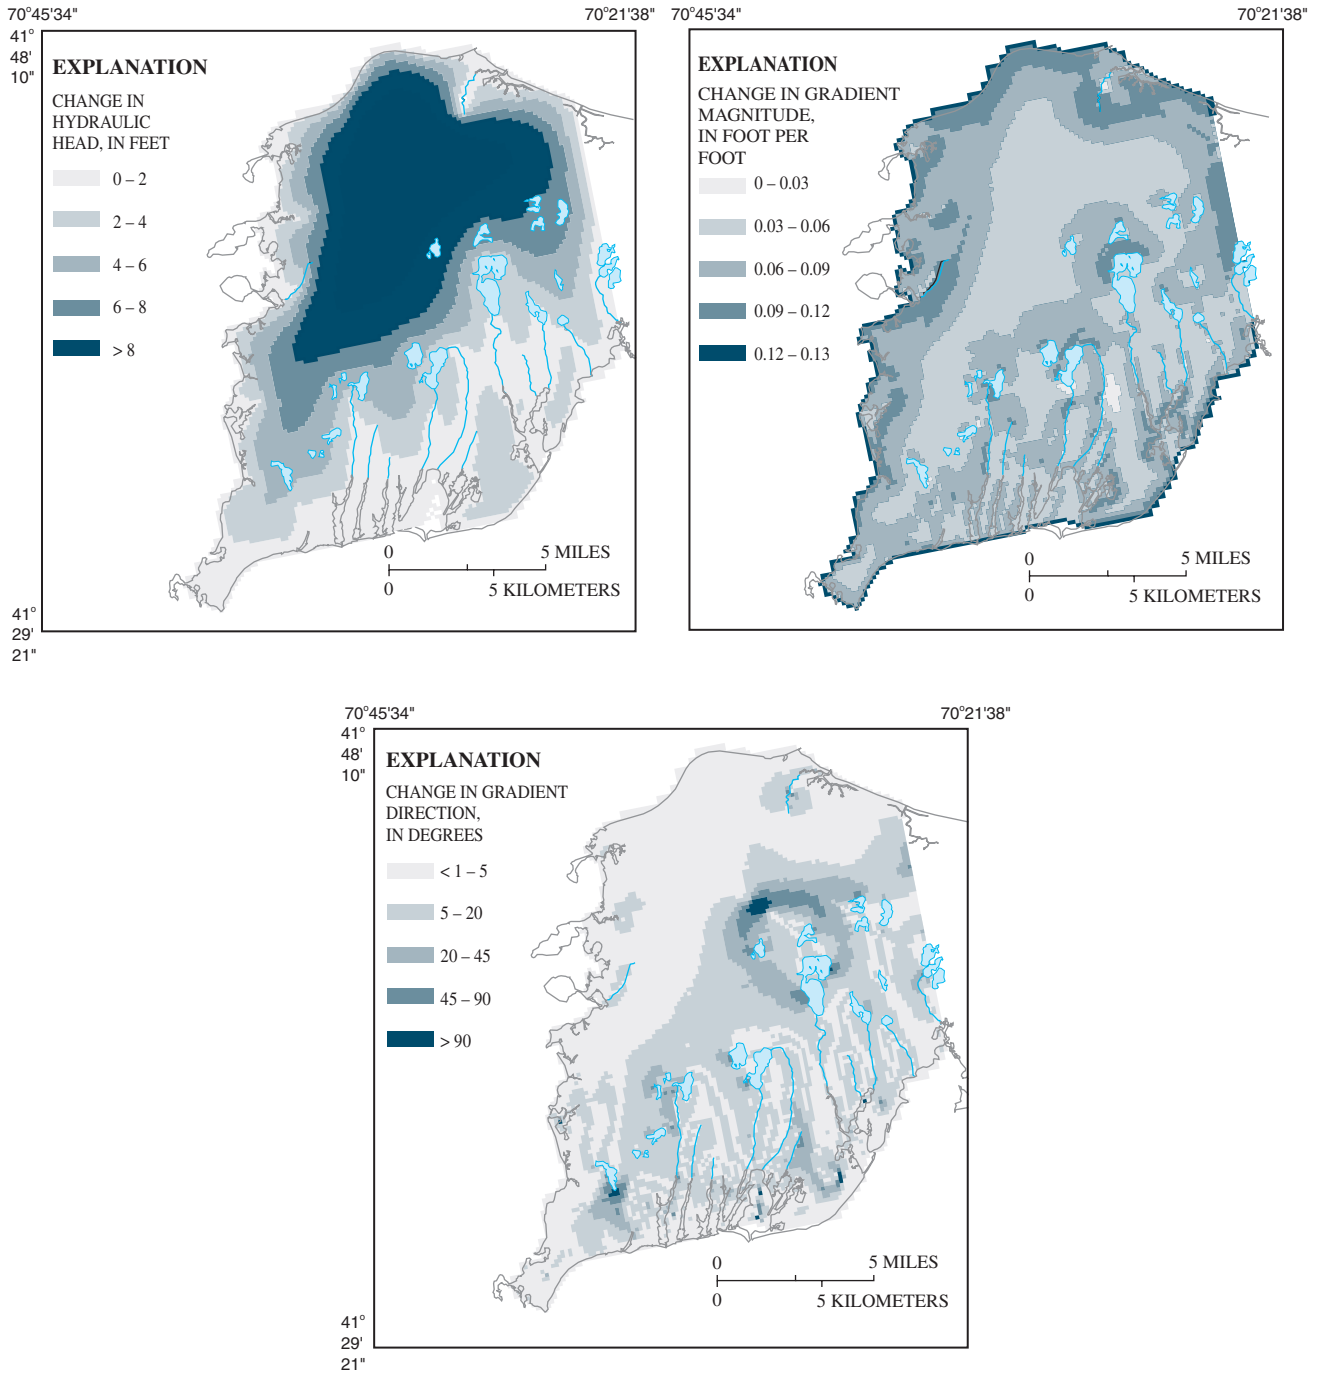 70°45'34"
70°21'38"
41°
48'
10"
EXPLANATION
CHANGE IN
HYDRAULIC
HEAD, IN FEET
0 – 2
2 – 4
4 – 6
6 – 8
> 8
0
5 MILES
0
5 KILOMETERS
41°
29'
21"
70°45'34"
70°21'38"
EXPLANATION
CHANGE IN GRADIENT
MAGNITUDE,
IN FOOT PER
FOOT
0 – 0.03
0.03 – 0.06
0.06 – 0.09
0.09 – 0.12
0.12 – 0.13
0
5 MILES
0
5 KILOMETERS
70°45'34"
70°21'38"
41°
48'
10"
EXPLANATION
CHANGE IN GRADIENT
DIRECTION,
IN DEGREES
< 1 – 5
5 – 20
20 – 45
45 – 90
> 90
0
5 MILES
0
5 KILOMETERS
41°
29'
21"